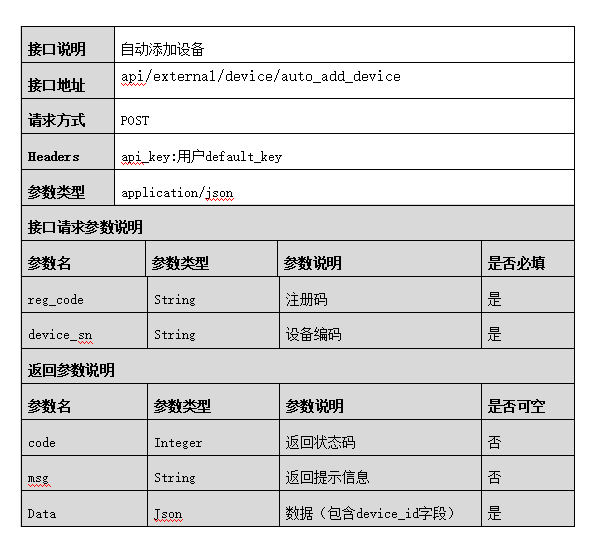 接口说明 自动添加设备
接口地址 api/external/device/auto_add_device
请求方式 POST
Headers api_key:用户default_key
参数类型 application/json
接口请求参数说明
参数名 参数类型 参数说明 是否必填
reg_code String 注册码 是
device_sn String 设备编码 是
返回参数说明
参数名 参数类型 参数说明 是否可空
code Integer 返回状态码 否
msg String 返回提示信息 否
Data Json 数据（包含device_id字段） 是